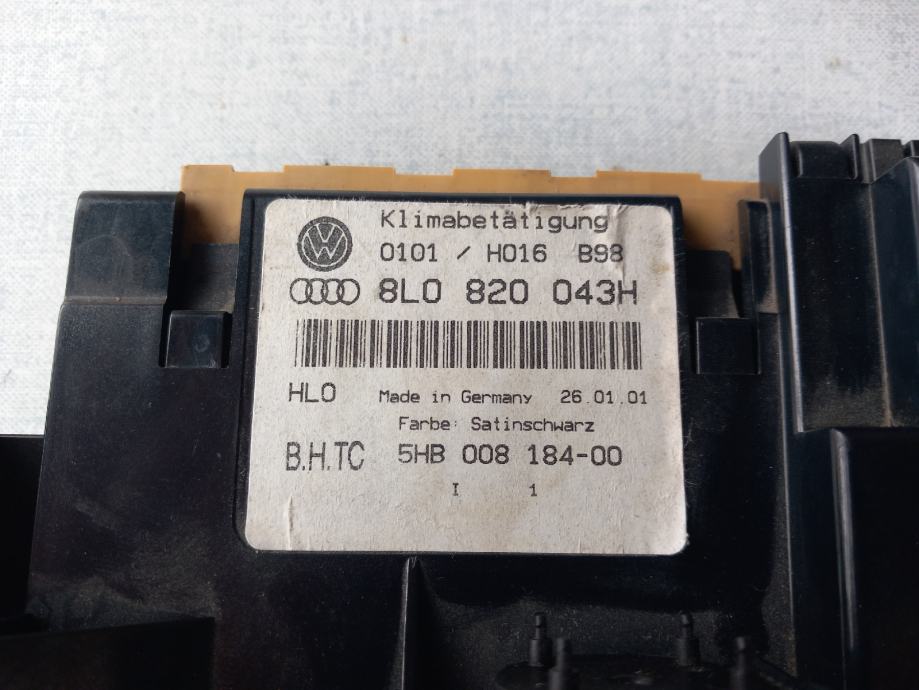 Klimabetätigung
0101 / H016 B98
8L0 820 043H
HLO Made in Germany 26.01.01
Farbe: Satinschwarz
B.H.TC 5HB 008 184-00
I 1